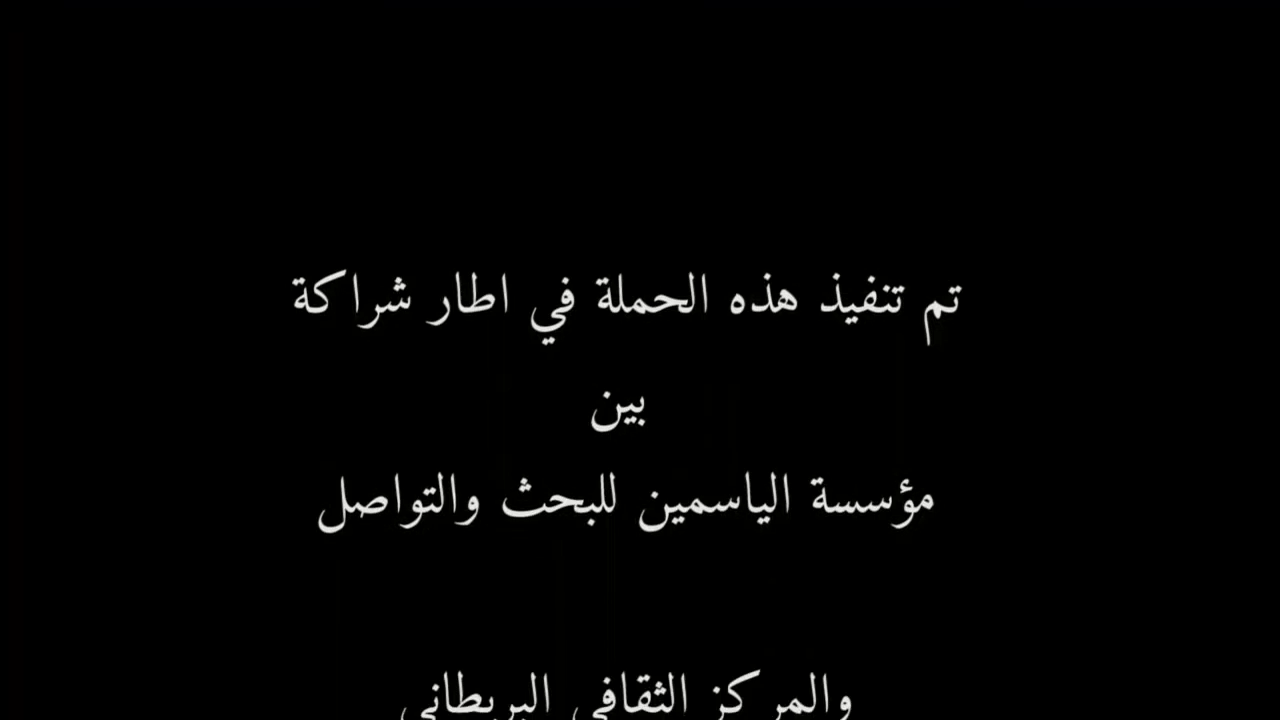 تم تنفيذ هذه الحملة في اطار شراكة
بين
مؤسسة الياسمين للبحث والتواصل
والمركز الثقافي البريطاني